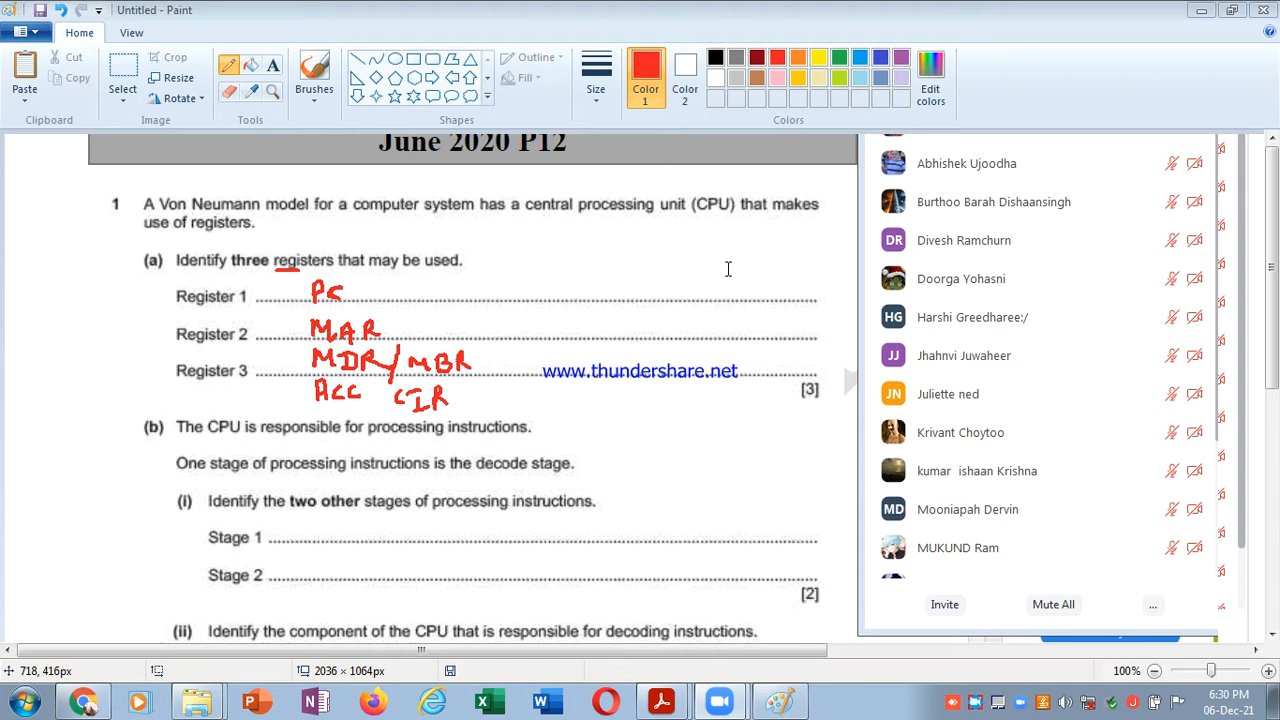 Untitled - Paint
Home
View
Paste
Cut
Copy
Clipboard
Select
Crop
Resize
Rotate
Image
Tools
Brushes
Shapes
Outline
Fill
Size
Color 1
Color 2
Edit colors
Colors
June 2020 P12
1 A Von Neumann model for a computer system has a central processing unit (CPU) that makes
use of registers.
(a) Identify three registers that may be used.
Register 1 PC
Register 2 MAR
MDR/MBR
Register 3
www.thundershare.net
ACC CIR
[3]
(b) The CPU is responsible for processing instructions.
One stage of processing instructions is the decode stage.
(i) Identify the two other stages of processing instructions.
Stage 1
Stage 2
[2]
(ii) Identify the component of the CPU that is responsible for decoding instructions.
Abhishek Ujoodha
Burthoo Barah Dishaansingh
DR Divesh Ramchurn
Doorga Yohasni
HG Harshi Greedharee:/
JJ Jhahnvi Juwaheer
JN Juliette ned
Krivant Choytoo
kumar ishaan Krishna
MD Mooniapah Dervin
MUKUND Ram
Invite
Mute All
...
718, 416px
2036 × 1064px
100%
6:30 PM
06-Dec-21